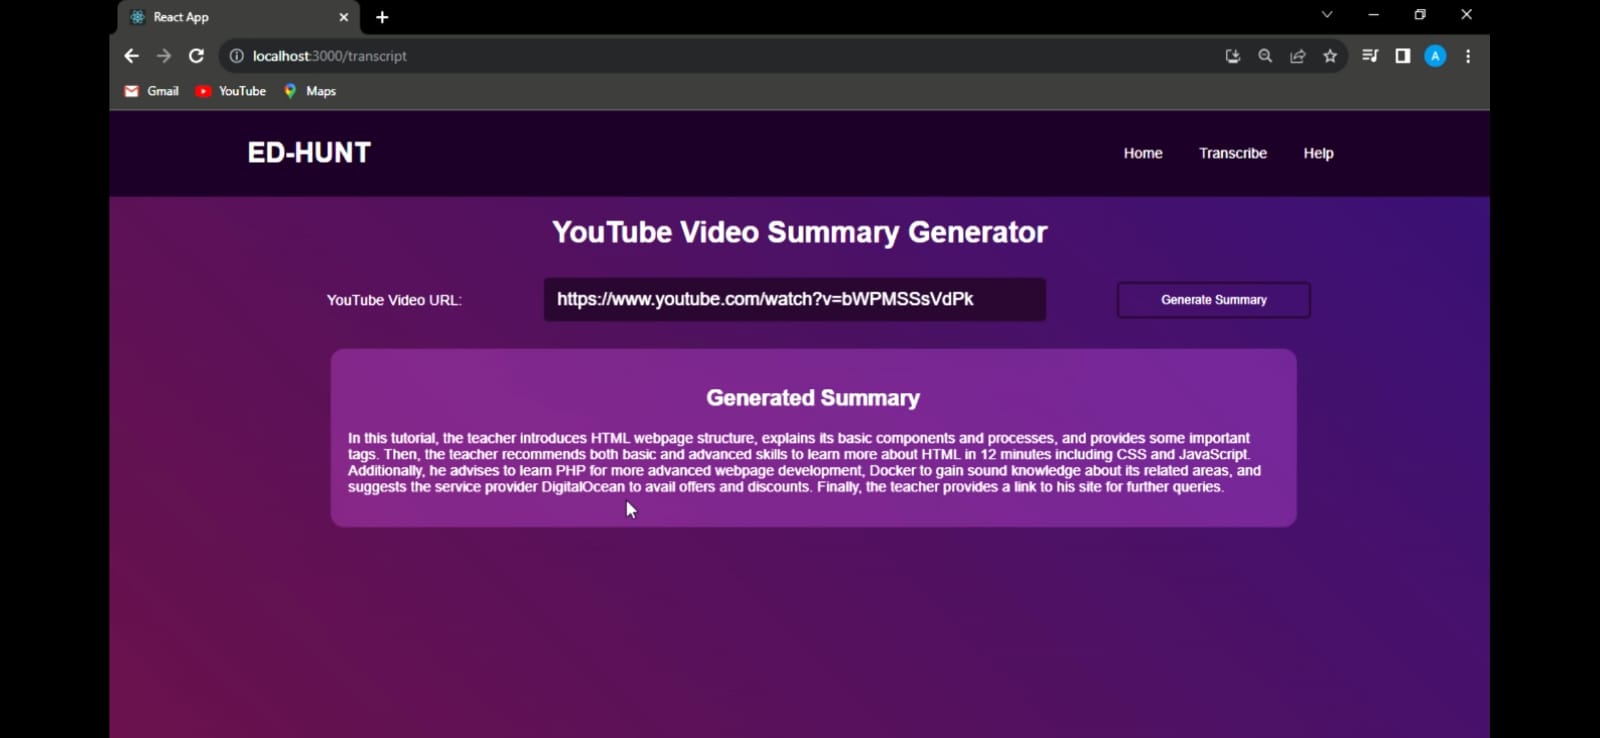 React App
localhost:3000/transcript
A
Gmail YouTube Maps
ED-HUNT
Home Transcribe Help
YouTube Video Summary Generator
YouTube Video URL: https://www.youtube.com/watch?v=bWPMSSsVdPk Generate Summary
Generated Summary
In this tutorial, the teacher introduces HTML webpage structure, explains its basic components and processes, and provides some important
tags. Then, the teacher recommends both basic and advanced skills to learn more about HTML in 12 minutes including CSS and JavaScript.
Additionally, he advises to learn PHP for more advanced webpage development, Docker to gain sound knowledge about its related areas, and
suggests the service provider DigitalOcean to avail offers and discounts. Finally, the teacher provides a link to his site for further queries.